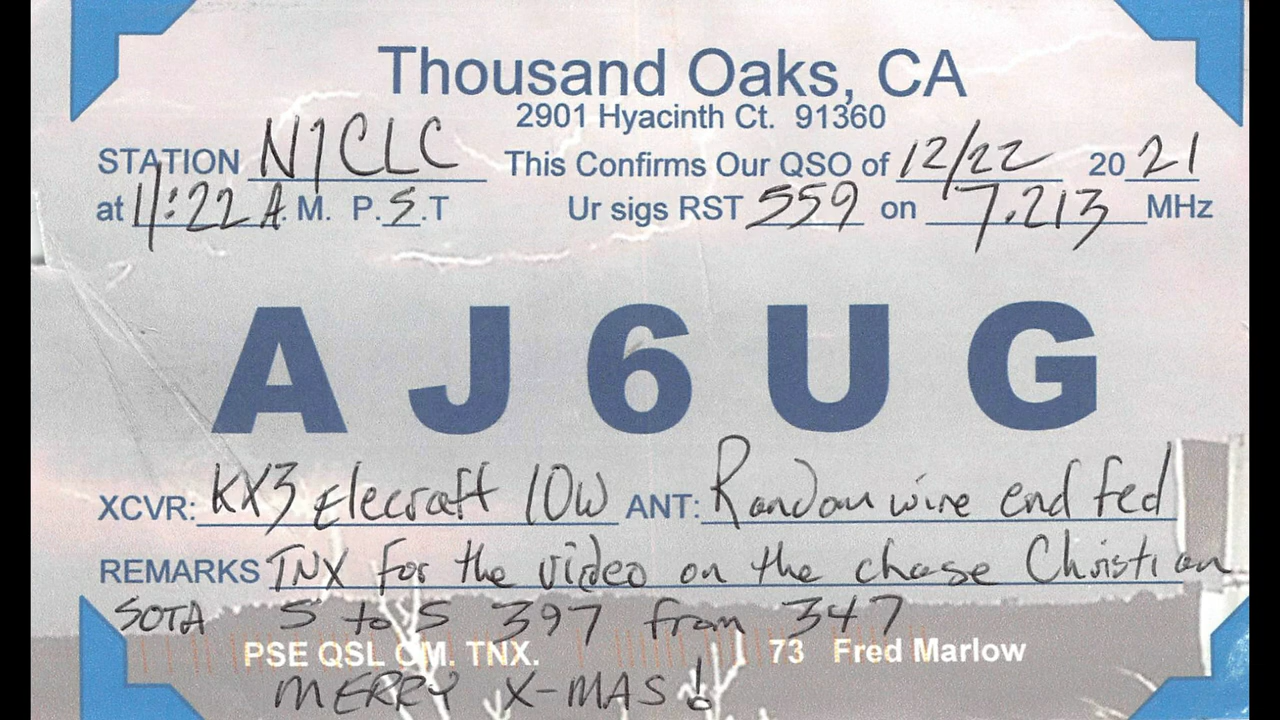 Thousand Oaks, CA
2901 Hyacinth Ct. 91360
STATION N1CLC This Confirms Our QSO of 12/22 2021
at 11:22 A.M. P.S.T Ur sigs RST 559 on 7.213 MHz
AJ6UG
XCVR: KX3 Elecraft 10W ANT: Random wire end fed
REMARKS TNX for the video on the chase Christian
SOTA S to S 397 from 347
PSE QSL OM. TNX. 73 Fred Marlow
MERRY X-MAS!